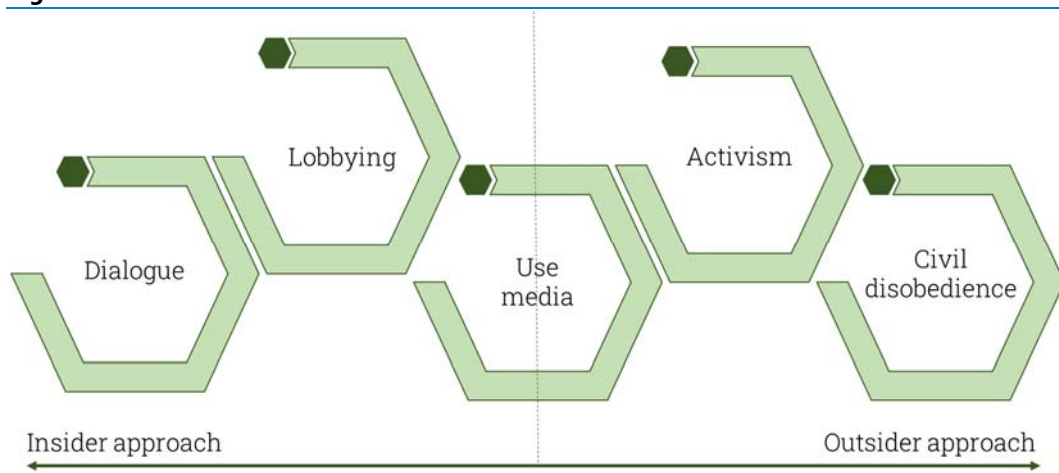 Lobbying
Activism
Dialogue
Use
media
Civil
disobedience
Insider approach
Outsider approach